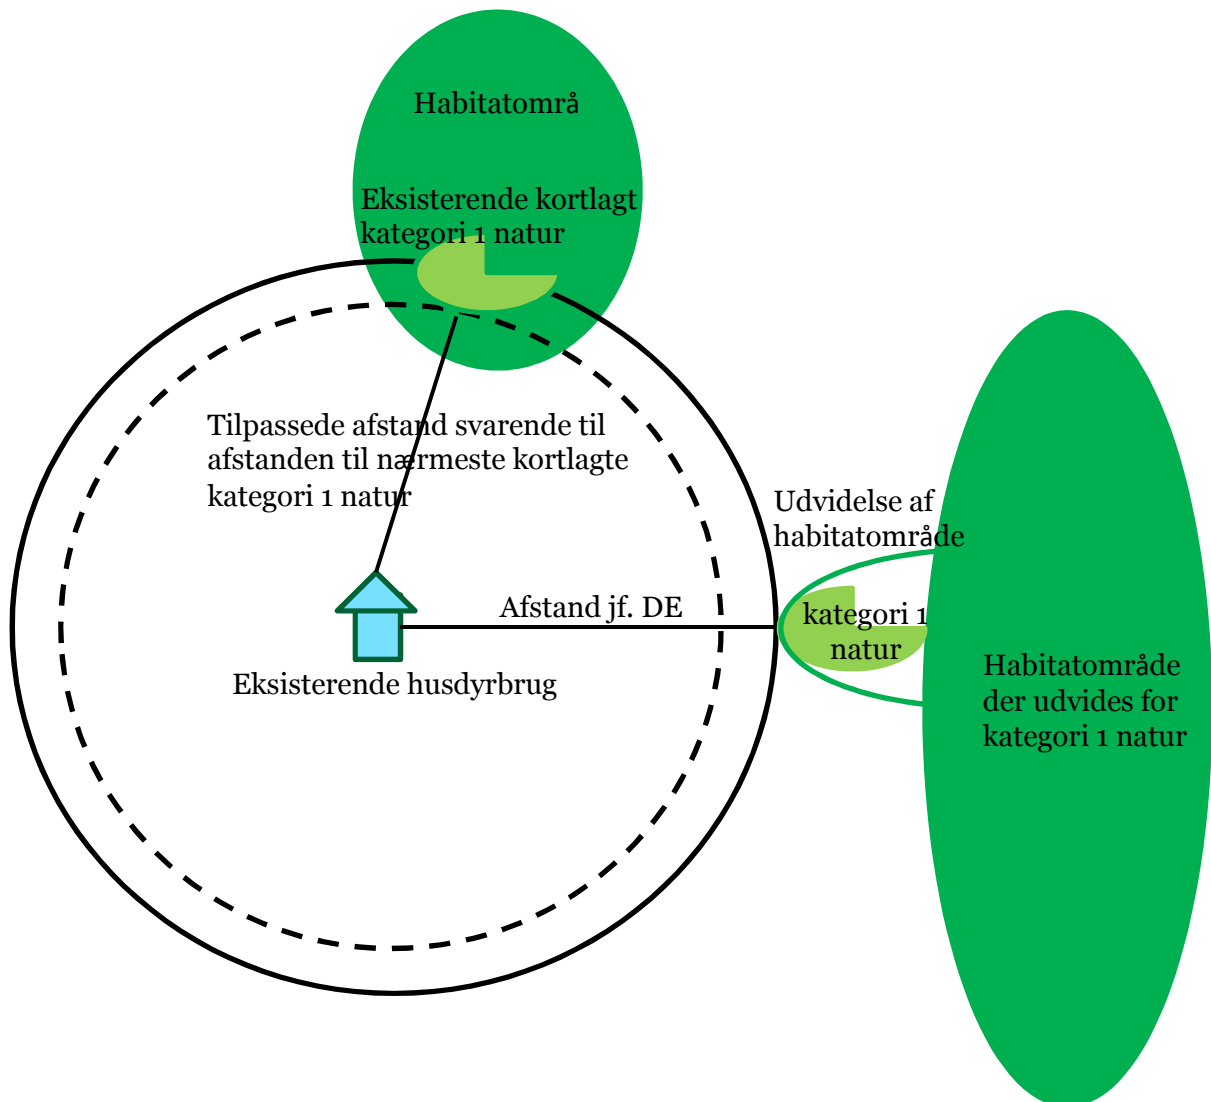 Habitatområ
Eksisterende kortlagt
kategori 1 natur
Tilpassede afstand svarende til
afstanden til nærmeste kortlagte
kategori 1 natur
Udvidelse af
habitatområde
Afstand jf. DE
kategori 1
natur
Eksisterende husdyrbrug
Habitatområde
der udvides for
kategori 1 natur